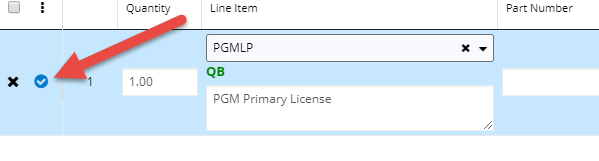 Quantity Line Item Part Number
PGMLP
QB
1 1.00
PGM Primary License